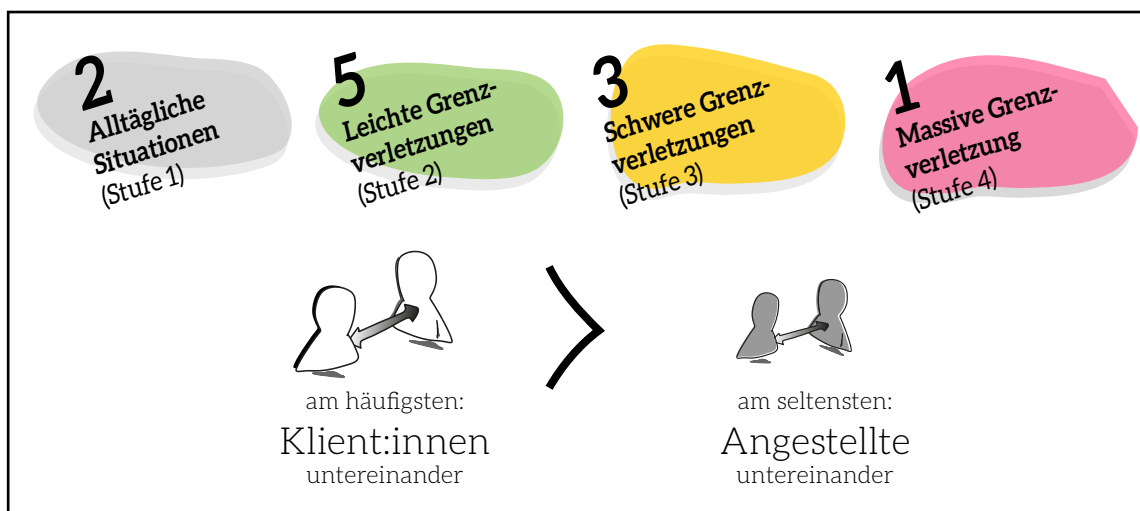 2
Alltägliche
Situationen
(Stufe 1)
5
Leichte Grenz-
verletzungen
(Stufe 2)
3
Schwere Grenz-
verletzungen
(Stufe 3)
1
Massive Grenz-
verletzung
(Stufe 4)
am häufigsten:
Klient:innen
untereinander
am seltensten:
Angestellte
untereinander